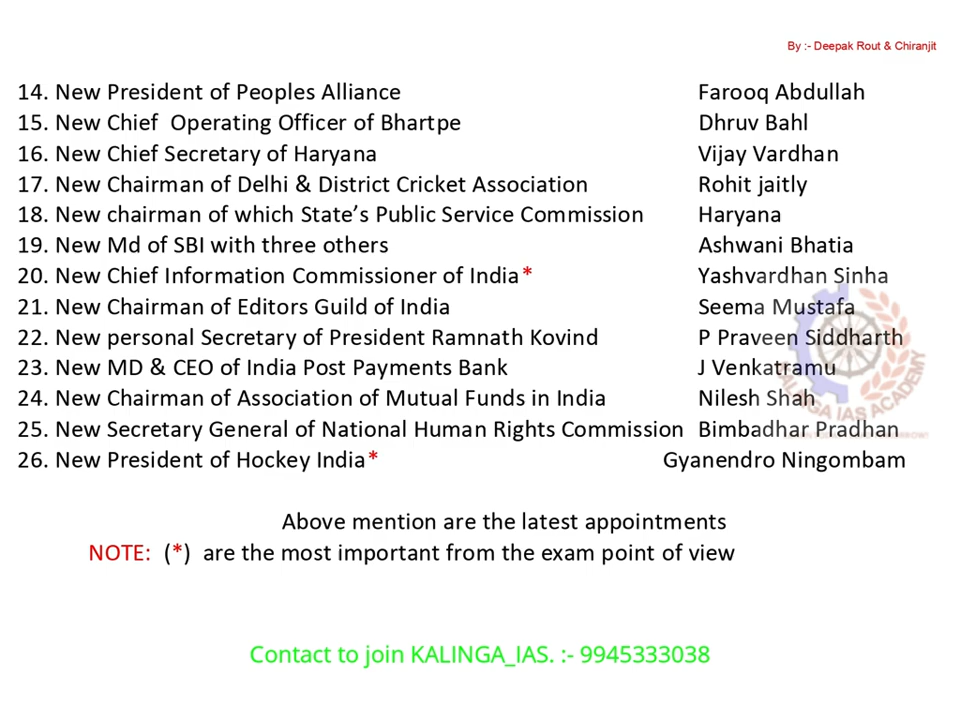 By :- Deepak Rout & Chiranjit
14. New President of Peoples Alliance Farooq Abdullah
15. New Chief Operating Officer of Bhartpe Dhruv Bahl
16. New Chief Secretary of Haryana Vijay Vardhan
17. New Chairman of Delhi & District Cricket Association Rohit jaitly
18. New chairman of which State's Public Service Commission Haryana
19. New Md of SBI with three others Ashwani Bhatia
20. New Chief Information Commissioner of India* Yashvardhan Sinha
21. New Chairman of Editors Guild of India Seema Mustafa
22. New personal Secretary of President Ramnath Kovind P Praveen Siddharth
23. New MD & CEO of India Post Payments Bank J Venkatramu
24. New Chairman of Association of Mutual Funds in India Nilesh Shah
25. New Secretary General of National Human Rights Commission Bimbadhar Pradhan
26. New President of Hockey India* Gyanendro Ningombam
KALINGA IAS ACADEMY
Above mention are the latest appointments
NOTE: (*) are the most important from the exam point of view
Contact to join KALINGA_IAS. :- 9945333038